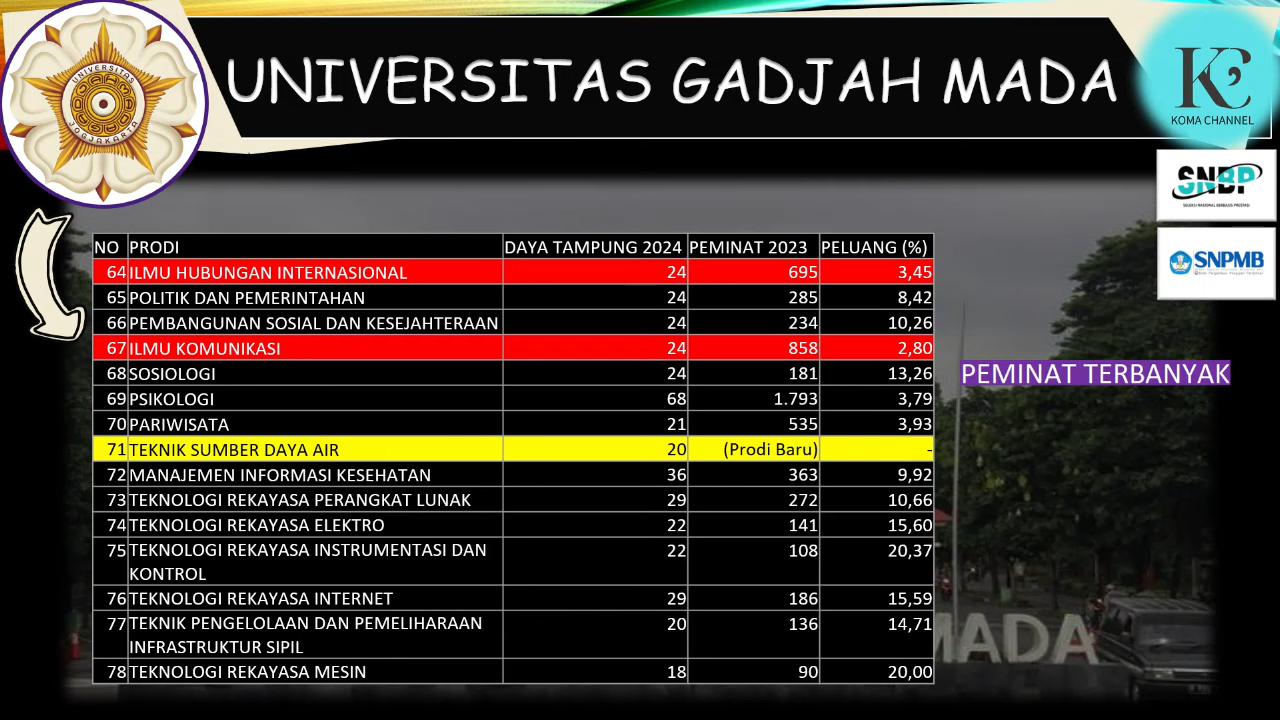 UNIVERSITAS GADJAH MADA
UNIVERSITAS
JOGJAKARTA
KC
KOMA CHANNEL
SNBP
SELEKSI NASIONAL BERBASIS PRESTASI
SNPMB
NO PRODI DAYA TAMPUNG 2024 PEMINAT 2023 PELUANG (%)
64 ILMU HUBUNGAN INTERNASIONAL 24 695 3,45
65 POLITIK DAN PEMERINTAHAN 24 285 8,42
66 PEMBANGUNAN SOSIAL DAN KESEJAHTERAAN 24 234 10,26
67 ILMU KOMUNIKASI 24 858 2,80
68 SOSIOLOGI 24 181 13,26
69 PSIKOLOGI 68 1.793 3,79
70 PARIWISATA 21 535 3,93
71 TEKNIK SUMBER DAYA AIR 20 (Prodi Baru) -
72 MANAJEMEN INFORMASI KESEHATAN 36 363 9,92
73 TEKNOLOGI REKAYASA PERANGKAT LUNAK 29 272 10,66
74 TEKNOLOGI REKAYASA ELEKTRO 22 141 15,60
75 TEKNOLOGI REKAYASA INSTRUMENTASI DAN 22 108 20,37
KONTROL
76 TEKNOLOGI REKAYASA INTERNET 29 186 15,59
77 TEKNIK PENGELOLAAN DAN PEMELIHARAAN 20 136 14,71
INFRASTRUKTUR SIPIL
78 TEKNOLOGI REKAYASA MESIN 18 90 20,00
PEMINAT TERBANYAK
MADA